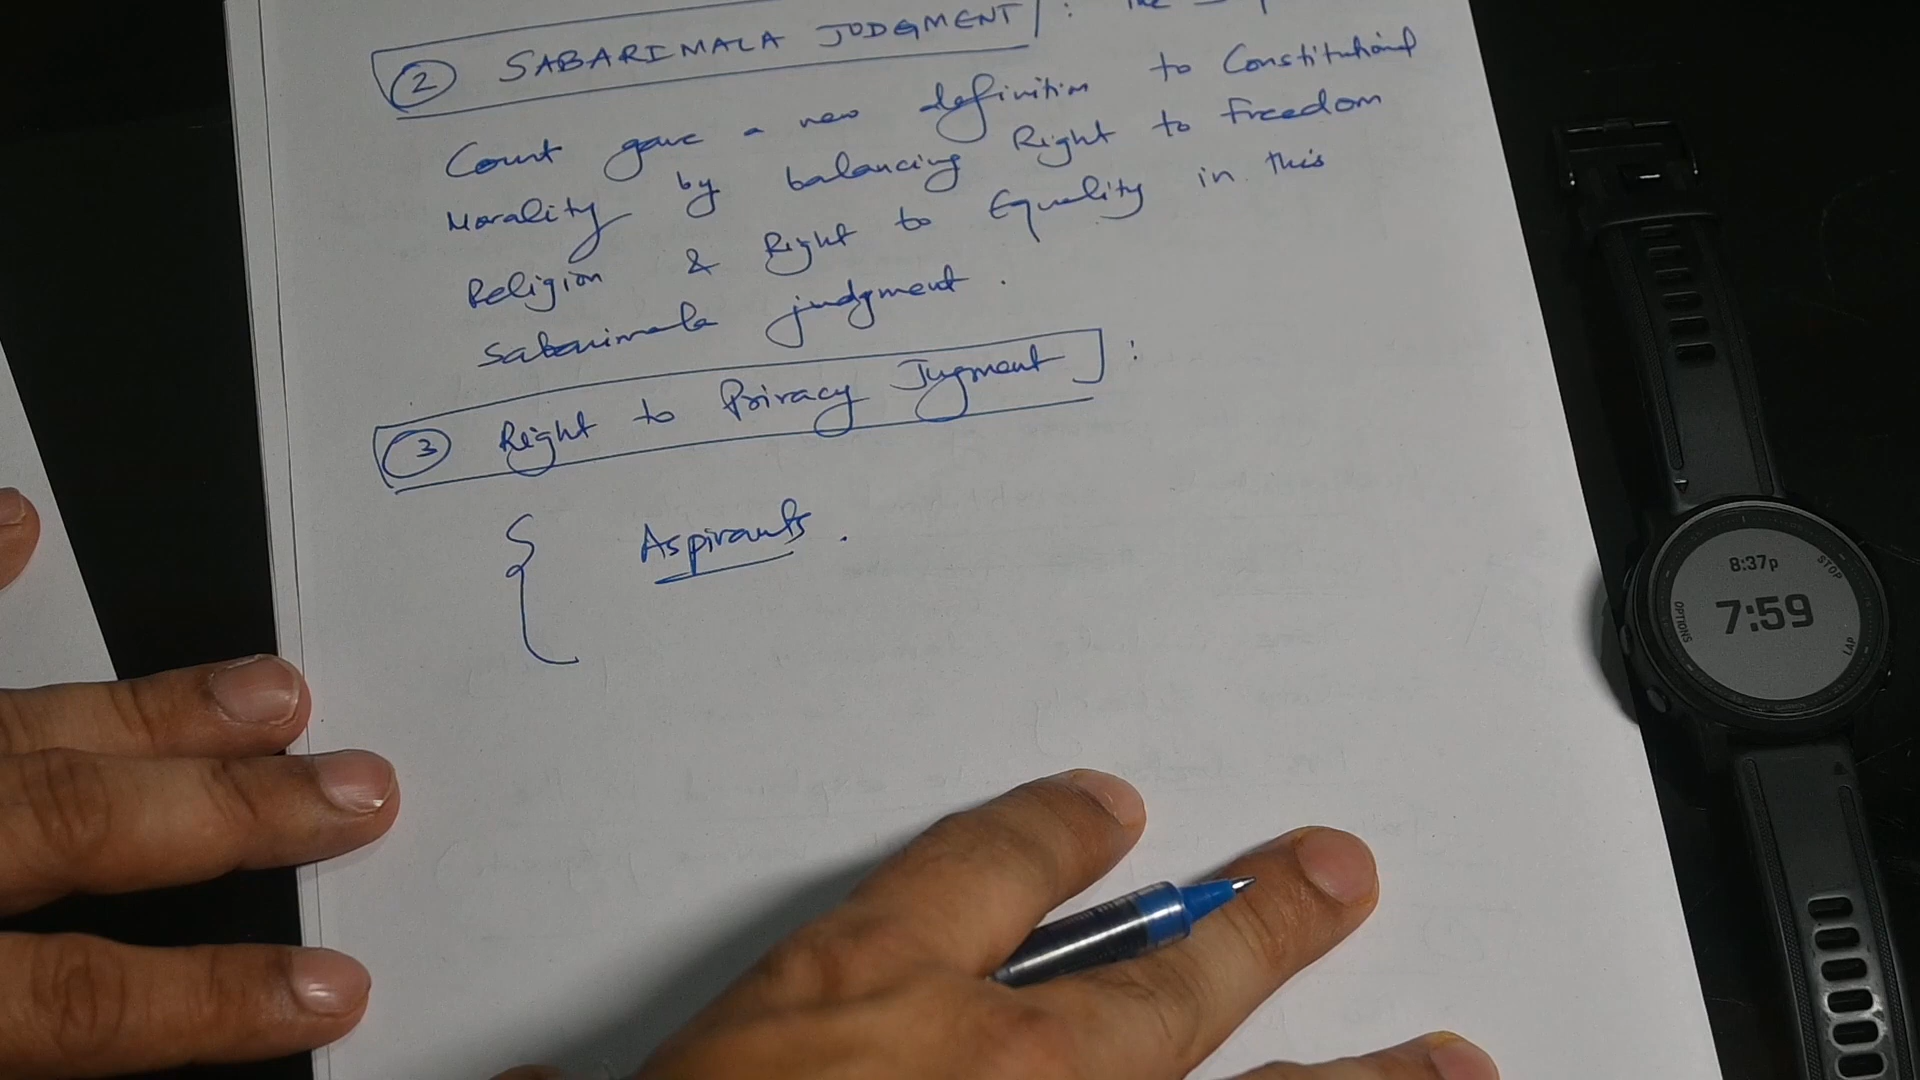 ② SABARIMALA JUDGMENT : The
Court gave a new definition to Constitutional
Morality by balancing Right to Freedom
Religion & Right to Equality in this
Sabarimala judgment.
③ Right to Privacy Jugment :
Aspirants.
8:37p
7:59
STOP
OPTIONS
LAP